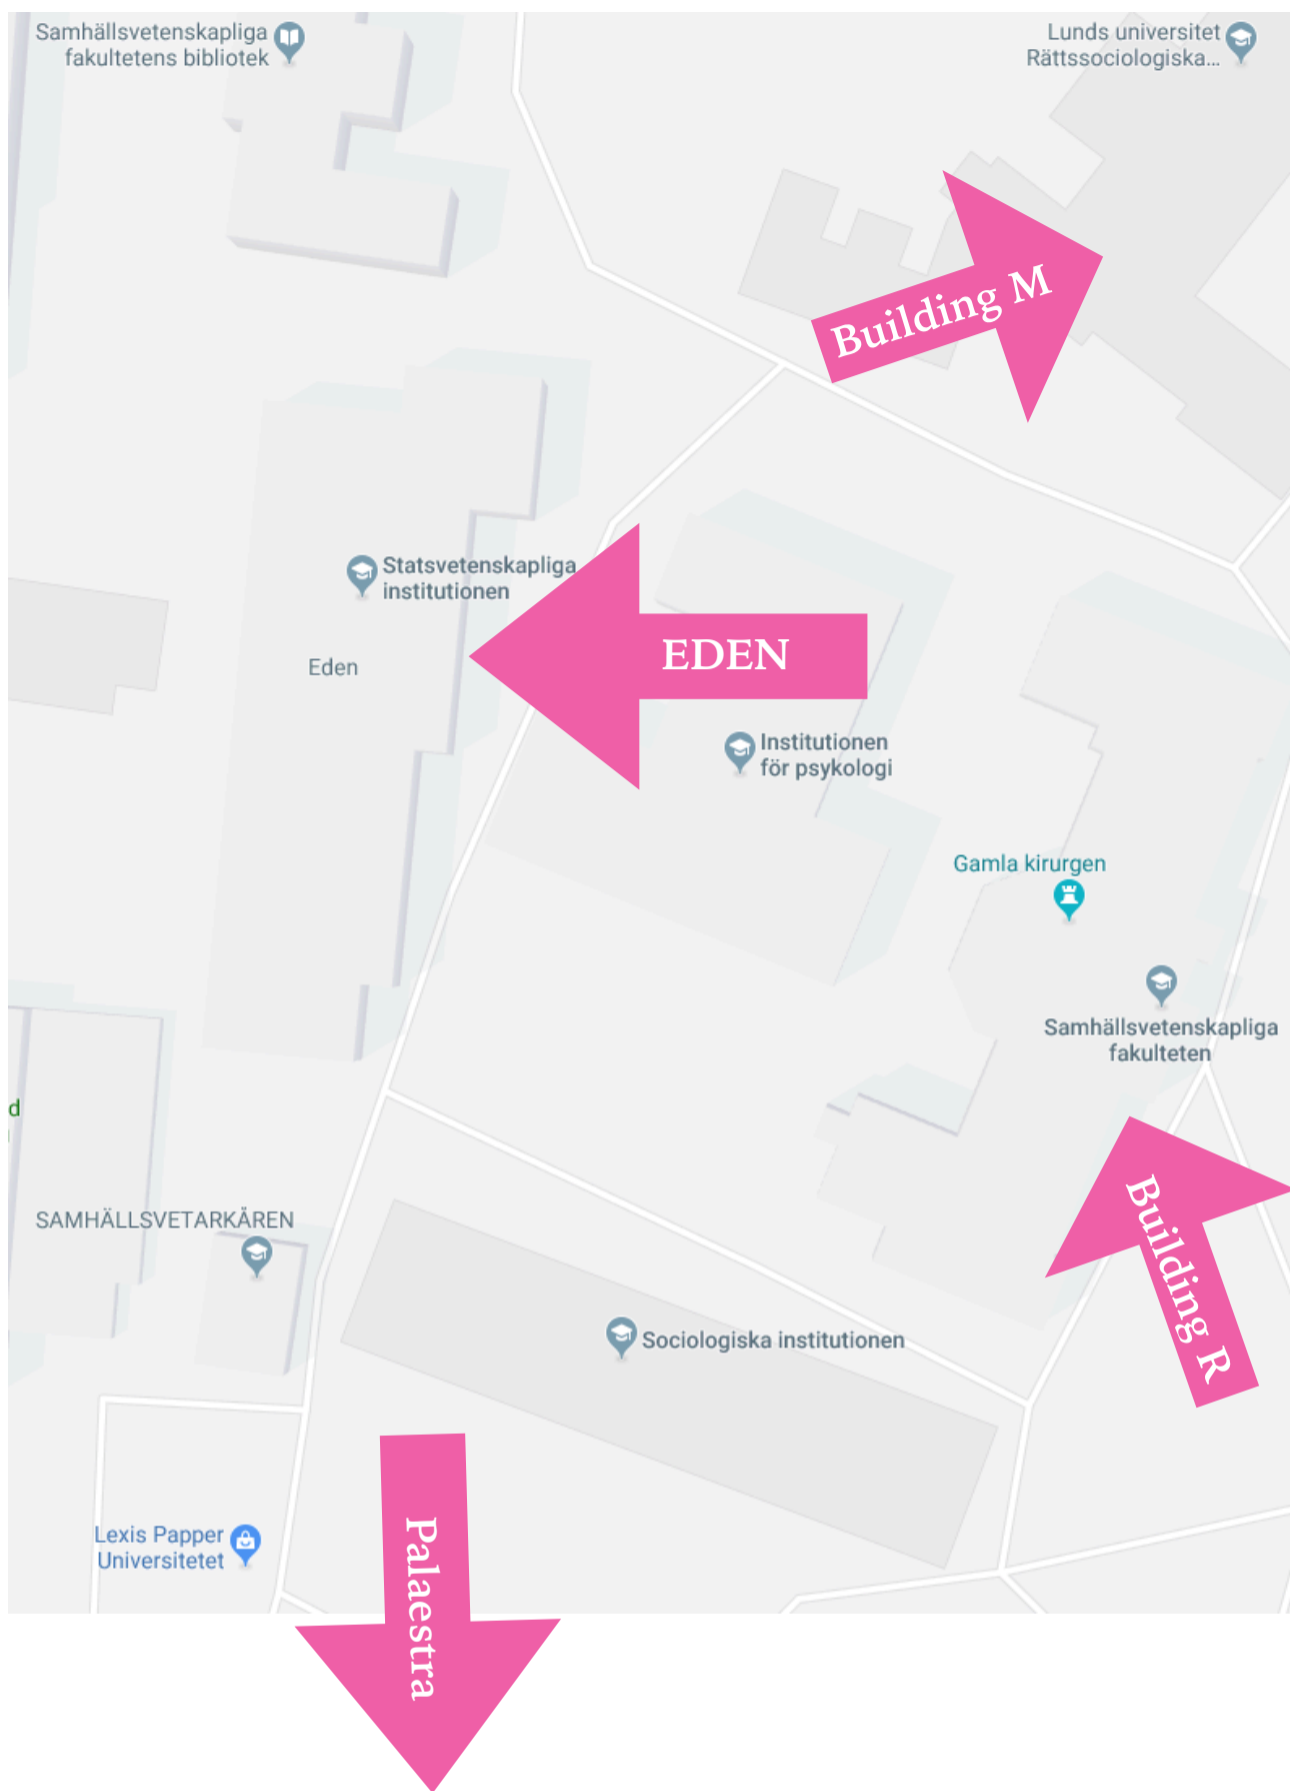 Samhällsvetenskapliga
fakultetens bibliotek
Lunds universitet
Rättssociologiska...
Building M
Statsvetenskapliga
institutionen
EDEN
Eden
Institutionen
för psykologi
Gamla kirurgen
Samhällsvetenskapliga
fakulteten
d
SAMHÄLLSVETARKÅREN
Building R
Sociologiska institutionen
Lexis Papper
Universitetet
Palaestra